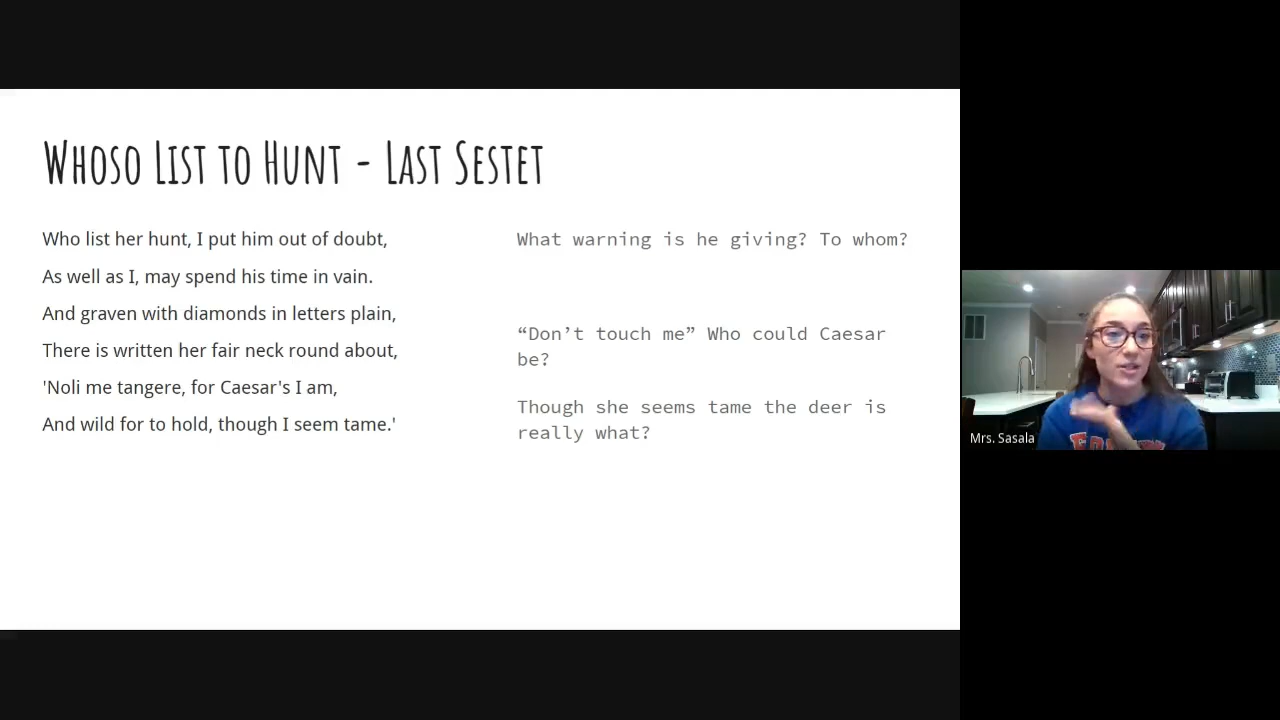 Whoso List to Hunt - Last Sestet
Who list her hunt, I put him out of doubt,
As well as I, may spend his time in vain.
And graven with diamonds in letters plain,
There is written her fair neck round about,
'Noli me tangere, for Caesar's I am,
And wild for to hold, though I seem tame.'
What warning is he giving? To whom?
“Don’t touch me” Who could Caesar
be?
Though she seems tame the deer is
really what?
Mrs. Sasala